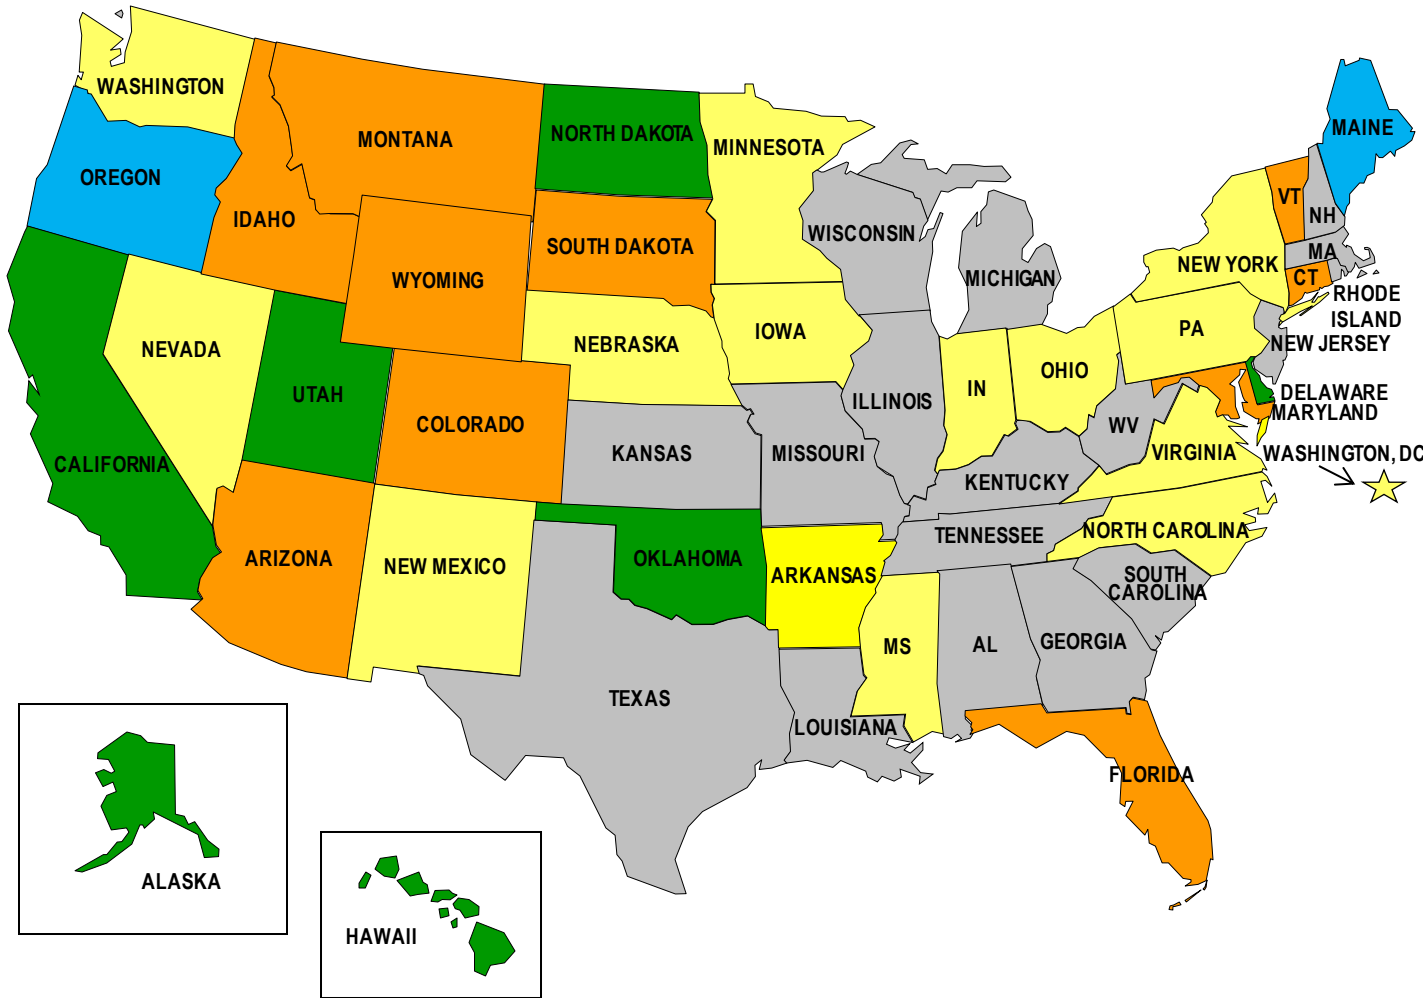 WASHINGTON
MONTANA
NORTH DAKOTA
MINNESOTA
MAINE
OREGON
IDAHO
SOUTH DAKOTA
WISCONSIN
VT
NH
MA
NEW YORK
CT
MICHIGAN
WYOMING
RHODE
ISLAND
PA
NEW JERSEY
NEVADA
NEBRASKA
IOWA
OHIO
IN
UTAH
ILLINOIS
DELAWARE
MARYLAND
COLORADO
WV
KANSAS
MISSOURI
VIRGINIA
WASHINGTON, DC
CALIFORNIA
KENTUCKY
NORTH CAROLINA
TENNESSEE
ARIZONA
NEW MEXICO
OKLAHOMA
ARKANSAS
SOUTH
CAROLINA
MS
AL
GEORGIA
TEXAS
LOUISIANA
FLORIDA
ALASKA
HAWAII